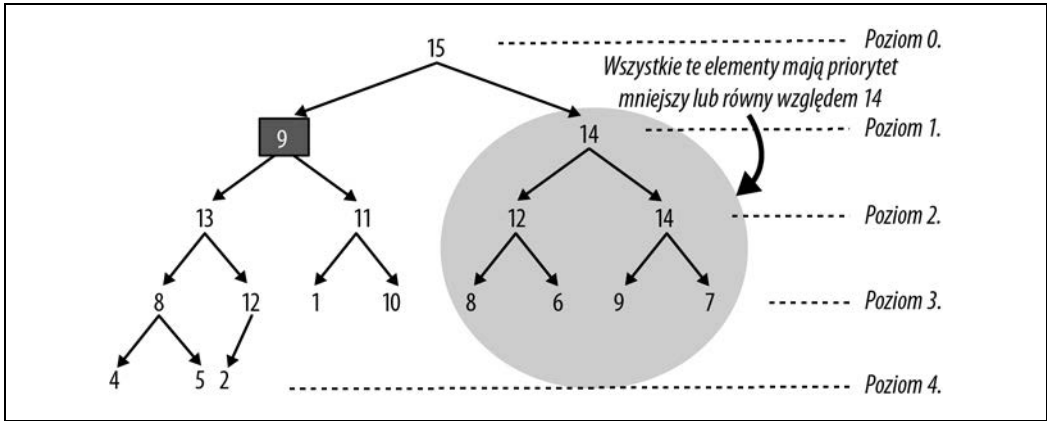 15
Poziom 0.
Wszystkie te elementy mają priorytet
mniejszy lub równy względem 14
9
14
Poziom 1.
13
11
12
14
Poziom 2.
8
12
1
10
8
6
9
7
Poziom 3.
4
5
2
Poziom 4.